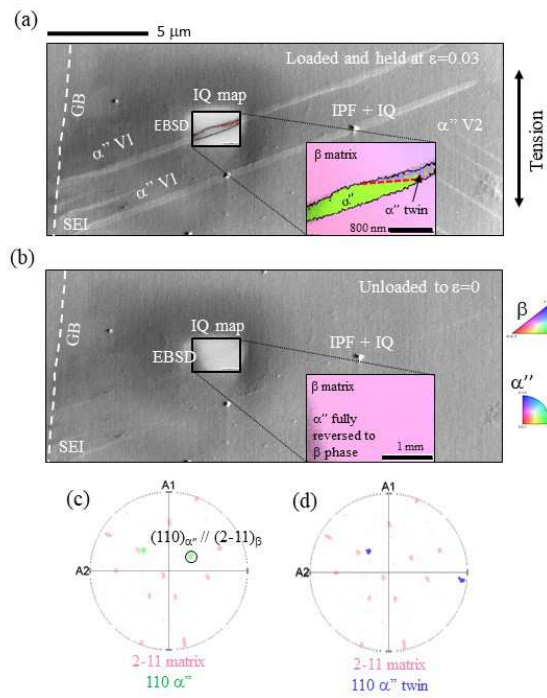 (a)
5 μm
Loaded and held at ε=0.03
GB
IQ map
EBSD
IPF + IQ
α'' V1
α'' V1
α'' V2
SEI
β matrix
α''
α'' twin
800 nm
Tension
(b)
Unloaded to ε=0
GB
IQ map
EBSD
IPF + IQ
SEI
β matrix
α'' fully
reversed to
β phase
1 mm
β
α''
(c)
A1
(110)α'' // (2-11)β
A2
2-11 matrix
110 α''
(d)
A1
A2
2-11 matrix
110 α'' twin